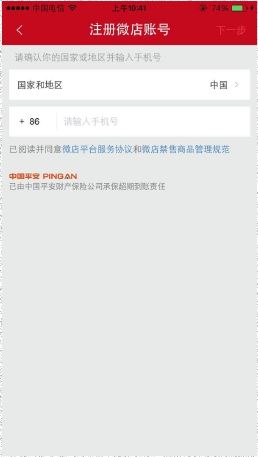 中国电信 上午10:41 74%
注册微店账号 下一步
请确认你的国家或地区并输入手机号
国家和地区 中国
+ 86 请输入手机号
已阅读并同意微店平台服务协议和微店禁售商品管理规范
中国平安 PINGAN
已由中国平安财产保险公司承保超期到账责任